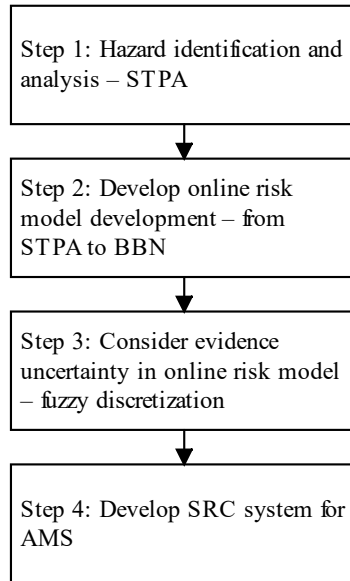 Step 1: Hazard identification and
analysis – STPA
Step 2: Develop online risk
model development – from
STPA to BBN
Step 3: Consider evidence
uncertainty in online risk model
– fuzzy discretization
Step 4: Develop SRC system for
AMS